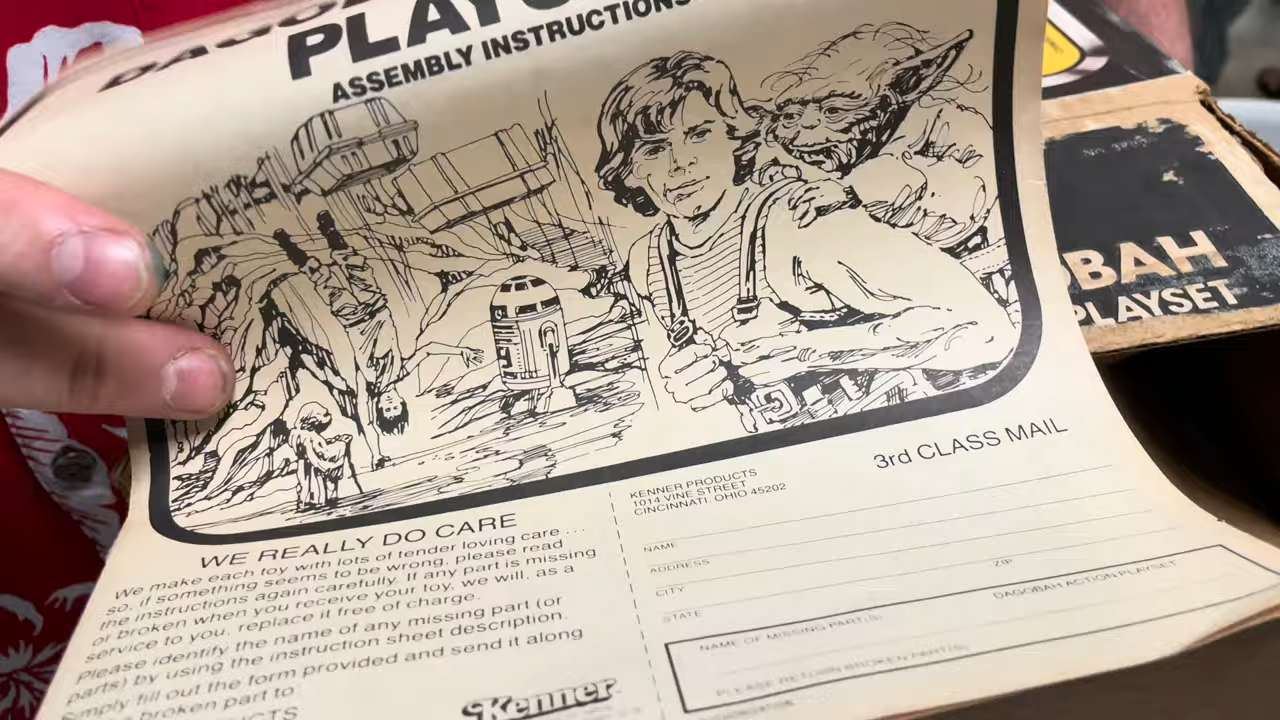 PLAY
ASSEMBLY INSTRUCTIONS
BAH
PLAYSET
WE REALLY DO CARE
We make each toy with lots of tender loving care ...
so, if something seems to be wrong, please read
the instructions again carefully. If any part is missing
or broken when you receive your toy, we will, as a
service to you, replace it free of charge.
Please identify the name of any missing part (or
parts) by using the instruction sheet description.
fill out the form provided and send it along
broken part to
Kenner
3rd CLASS MAIL
KENNER PRODUCTS
1014 VINE STREET
CINCINNATI, OHIO 45202
NAME
ADDRESS
CITY
STATE
ZIP
DAGOBAH ACTION PLAYSET
NAME OF MISSING PART(S)
PLEASE RETURN BROKEN PART(S)